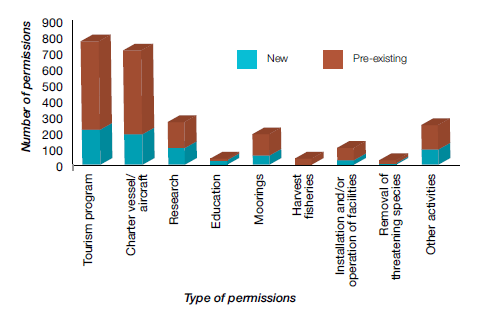 900
800
700
600
500
400
300
200
100
0
Number of permissions
New
Pre-existing
Tourism program
Charter vessel/
aircraft
Research
Education
Moorings
Harvest
fisheries
Installation and/or
operation of facilities
Removal of
threatening species
Other activities
Type of permissions